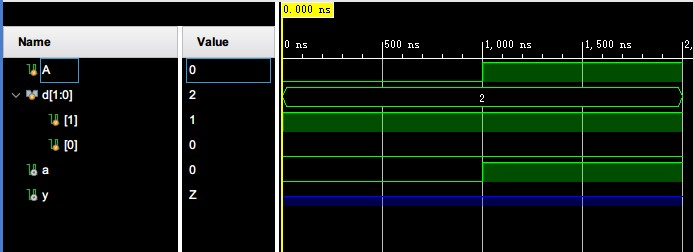 0.000 ns
Name Value 0 ns 500 ns 1,000 ns 1,500 ns 2,
A 0
d[1:0] 2 2
[1] 1
[0] 0
a 0
y Z